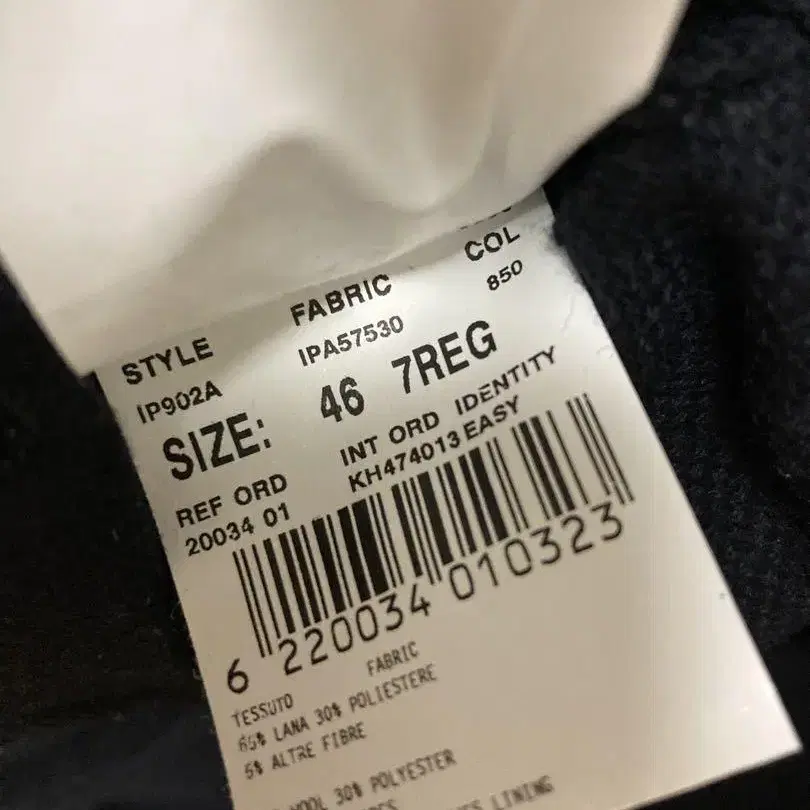 STYLE FABRIC COL
IP902A IPA57530 850
SIZE: 46 7REG
REF ORD INT ORD IDENTITY
20034 01 KH474013 EASY
6 220034 010323
TESSUTO FABRIC
65% LANA 30% POLIESTERE
5% ALTRE FIBRE
WOOL 30% POLYESTER
LINING